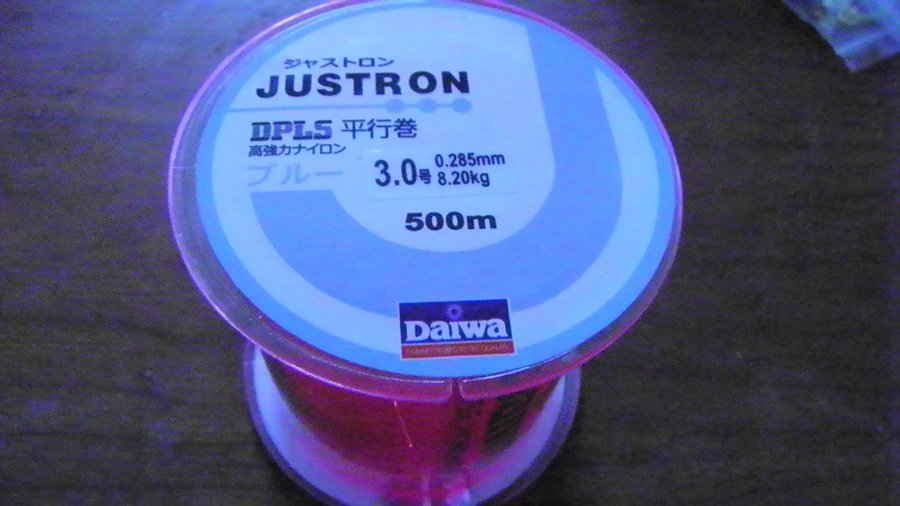 ジャストロン
JUSTRON
DPLS 平行巻
高強力ナイロン
ブルー
3.0号 0.285mm
8.20kg
500m
Daiwa